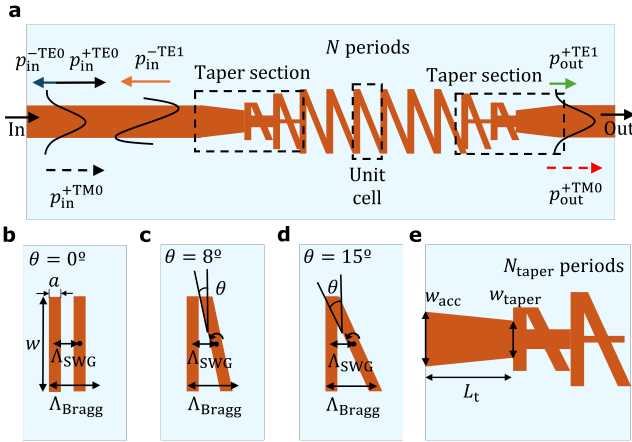 a
p_in^−TE0 p_in^+TE0 p_in^−TE1 N periods p_out^+TE1
Taper section Taper section
In Out
Unit
cell
p_in^+TM0 p_out^+TM0
b c d e
θ = 0º θ = 8º θ = 15º N_taper periods
a θ θ w_acc w_taper
w Λ_SWG Λ_SWG Λ_SWG
Λ_Bragg Λ_Bragg Λ_Bragg L_t